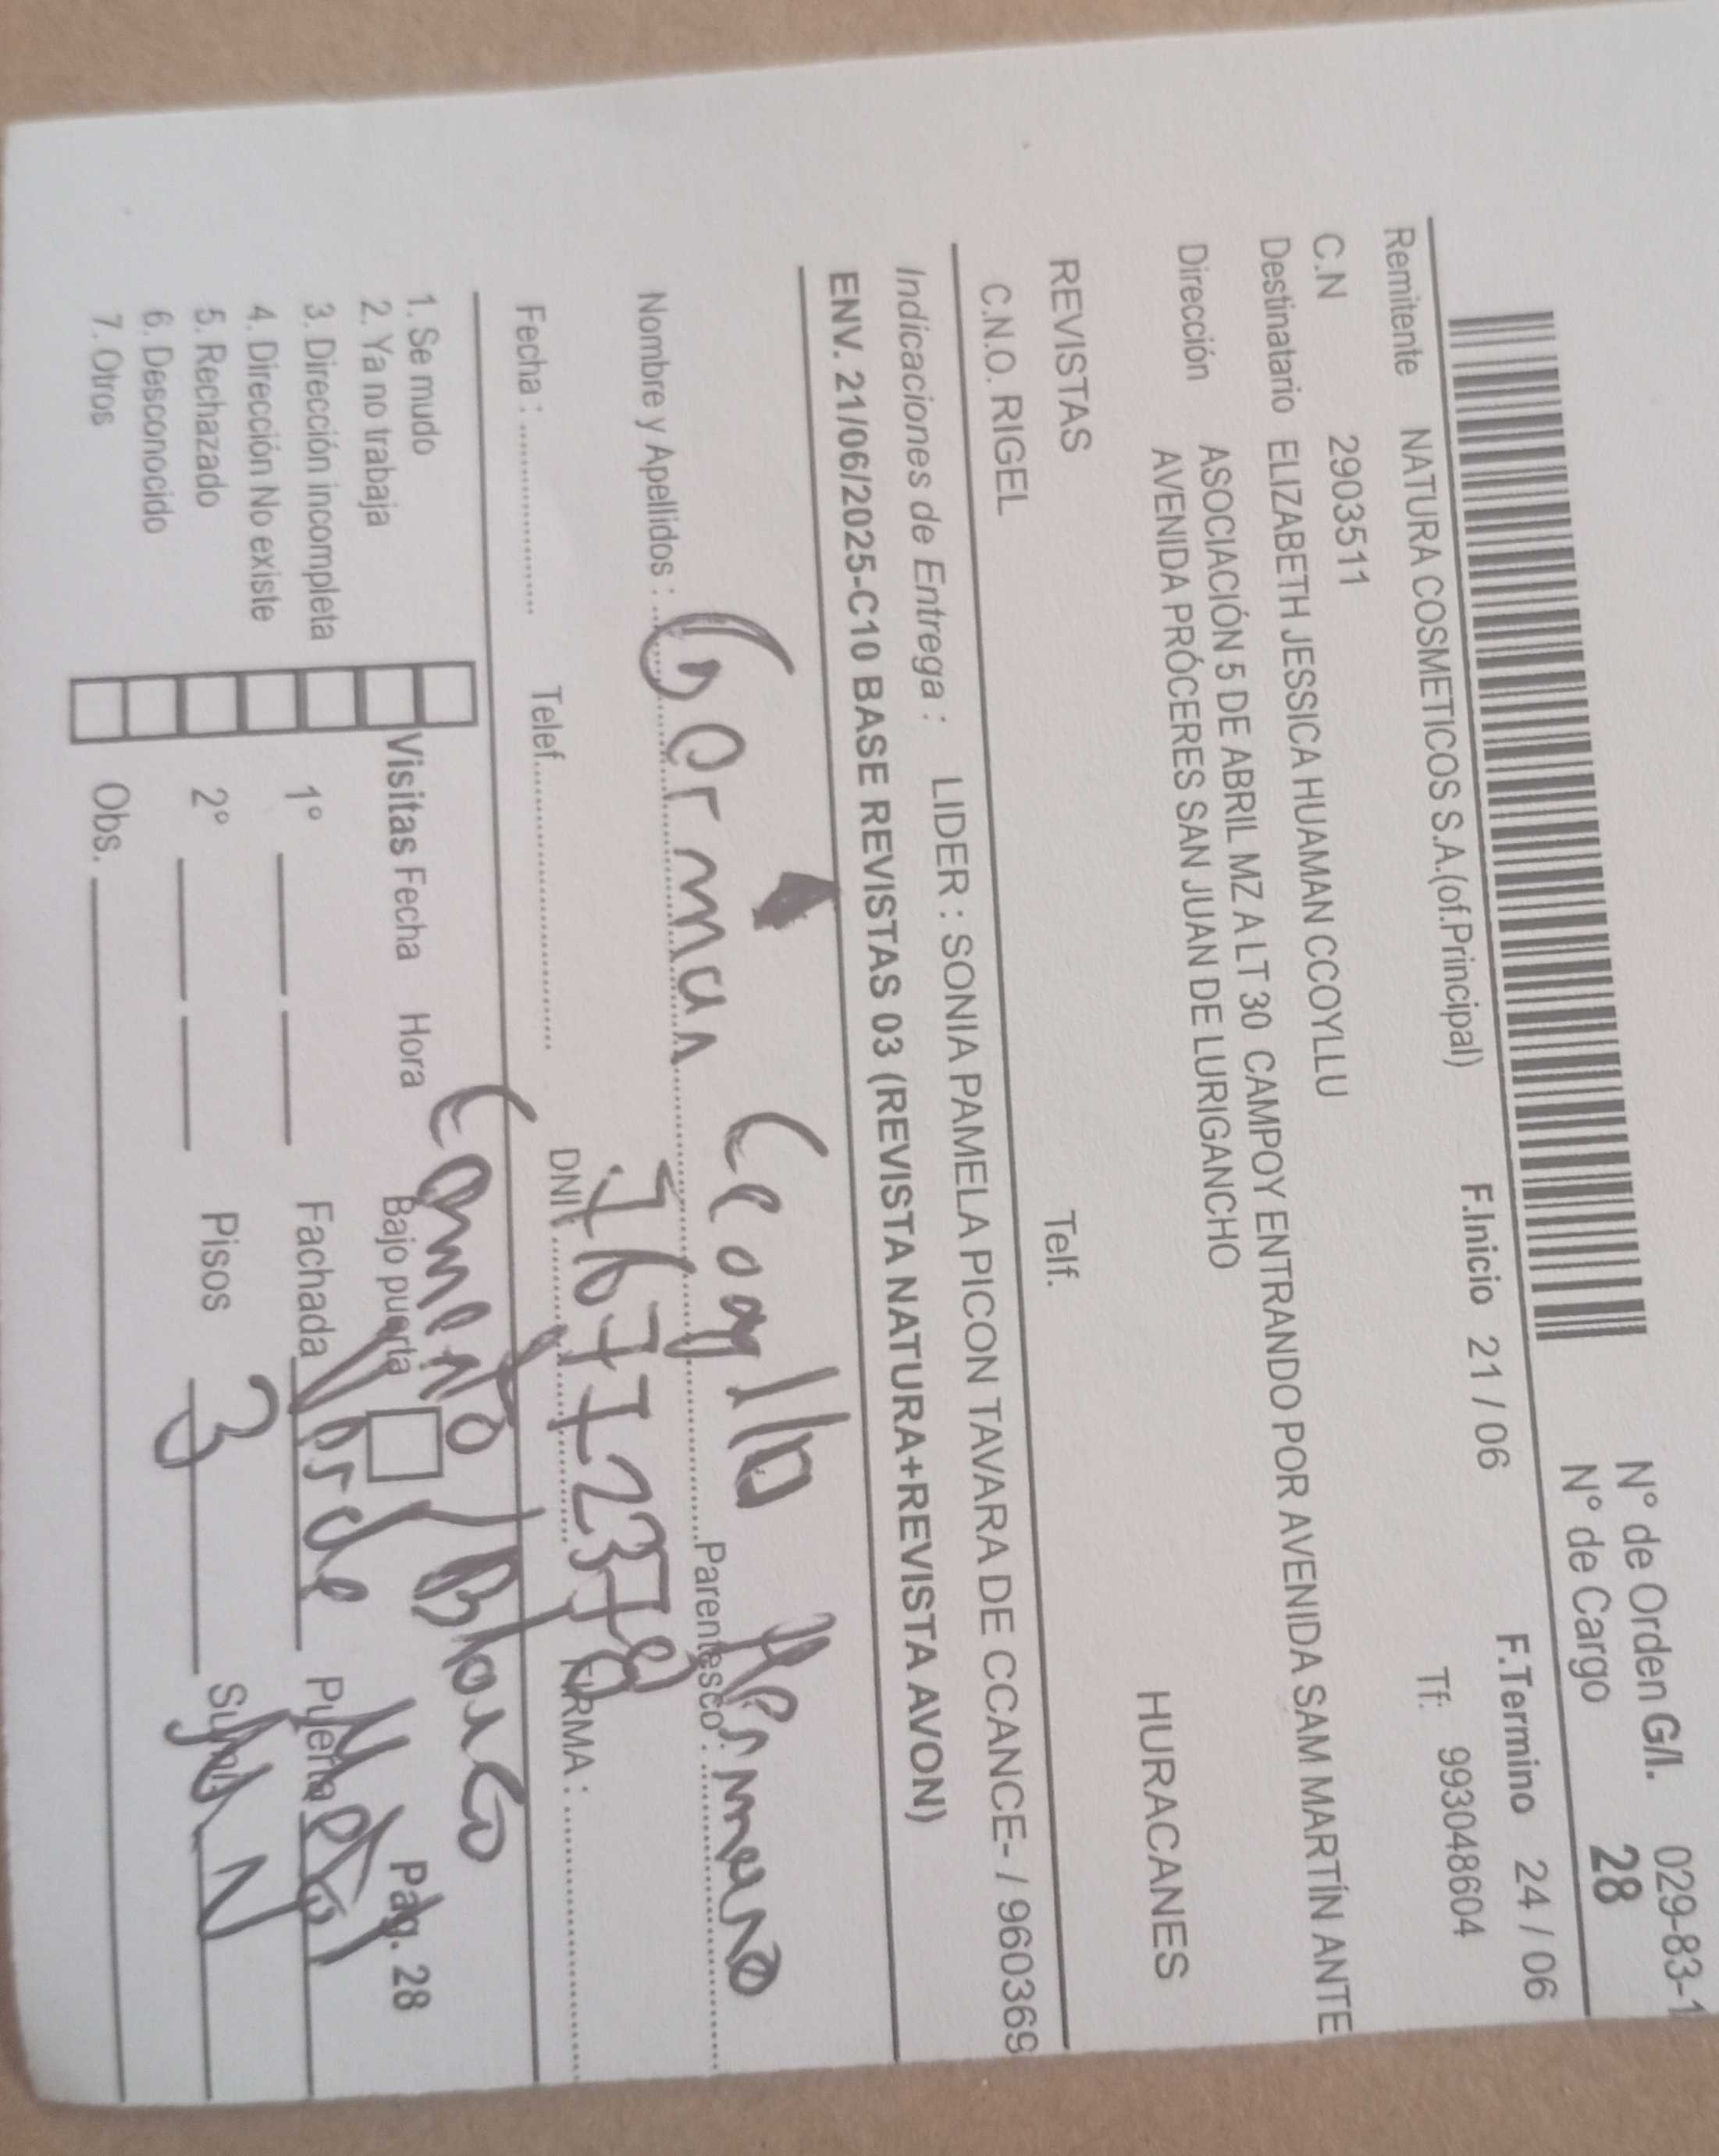 N° de Orden G/I. 029-83-1
N° de Cargo 28
F.Inicio 21 / 06 F.Termino 24 / 06
Remitente NATURA COSMETICOS S.A.(of.Principal) Tf: 993048604
C.N 2903511
Destinatario ELIZABETH JESSICA HUAMAN CCOYLLU
Dirección ASOCIACIÓN 5 DE ABRIL MZ A LT 30 CAMPOY ENTRANDO POR AVENIDA SAM MARTÍN ANTE
AVENIDA PRÓCERES SAN JUAN DE LURIGANCHO
HURACANES
REVISTAS Telf.
C.N.O. RIGEL
Indicaciones de Entrega : LIDER : SONIA PAMELA PICON TAVARA DE CCANCE- / 960369
ENV. 21/06/2025-C10 BASE REVISTAS 03 (REVISTA NATURA+REVISTA AVON)
Nombre y Apellidos : German Parentesco : Hermano
Fecha : Telef. DNI FIRMA :
1. Se mudo
2. Ya no trabaja
3. Dirección incompleta
4. Dirección No existe
5. Rechazado
6. Desconocido
7. Otros
Visitas Fecha Hora Bajo puerta Pág. 28
Cemento / Blanco
1° Fachada Verde Puerta Metal
2° Pisos 3 Sum. N
Obs.